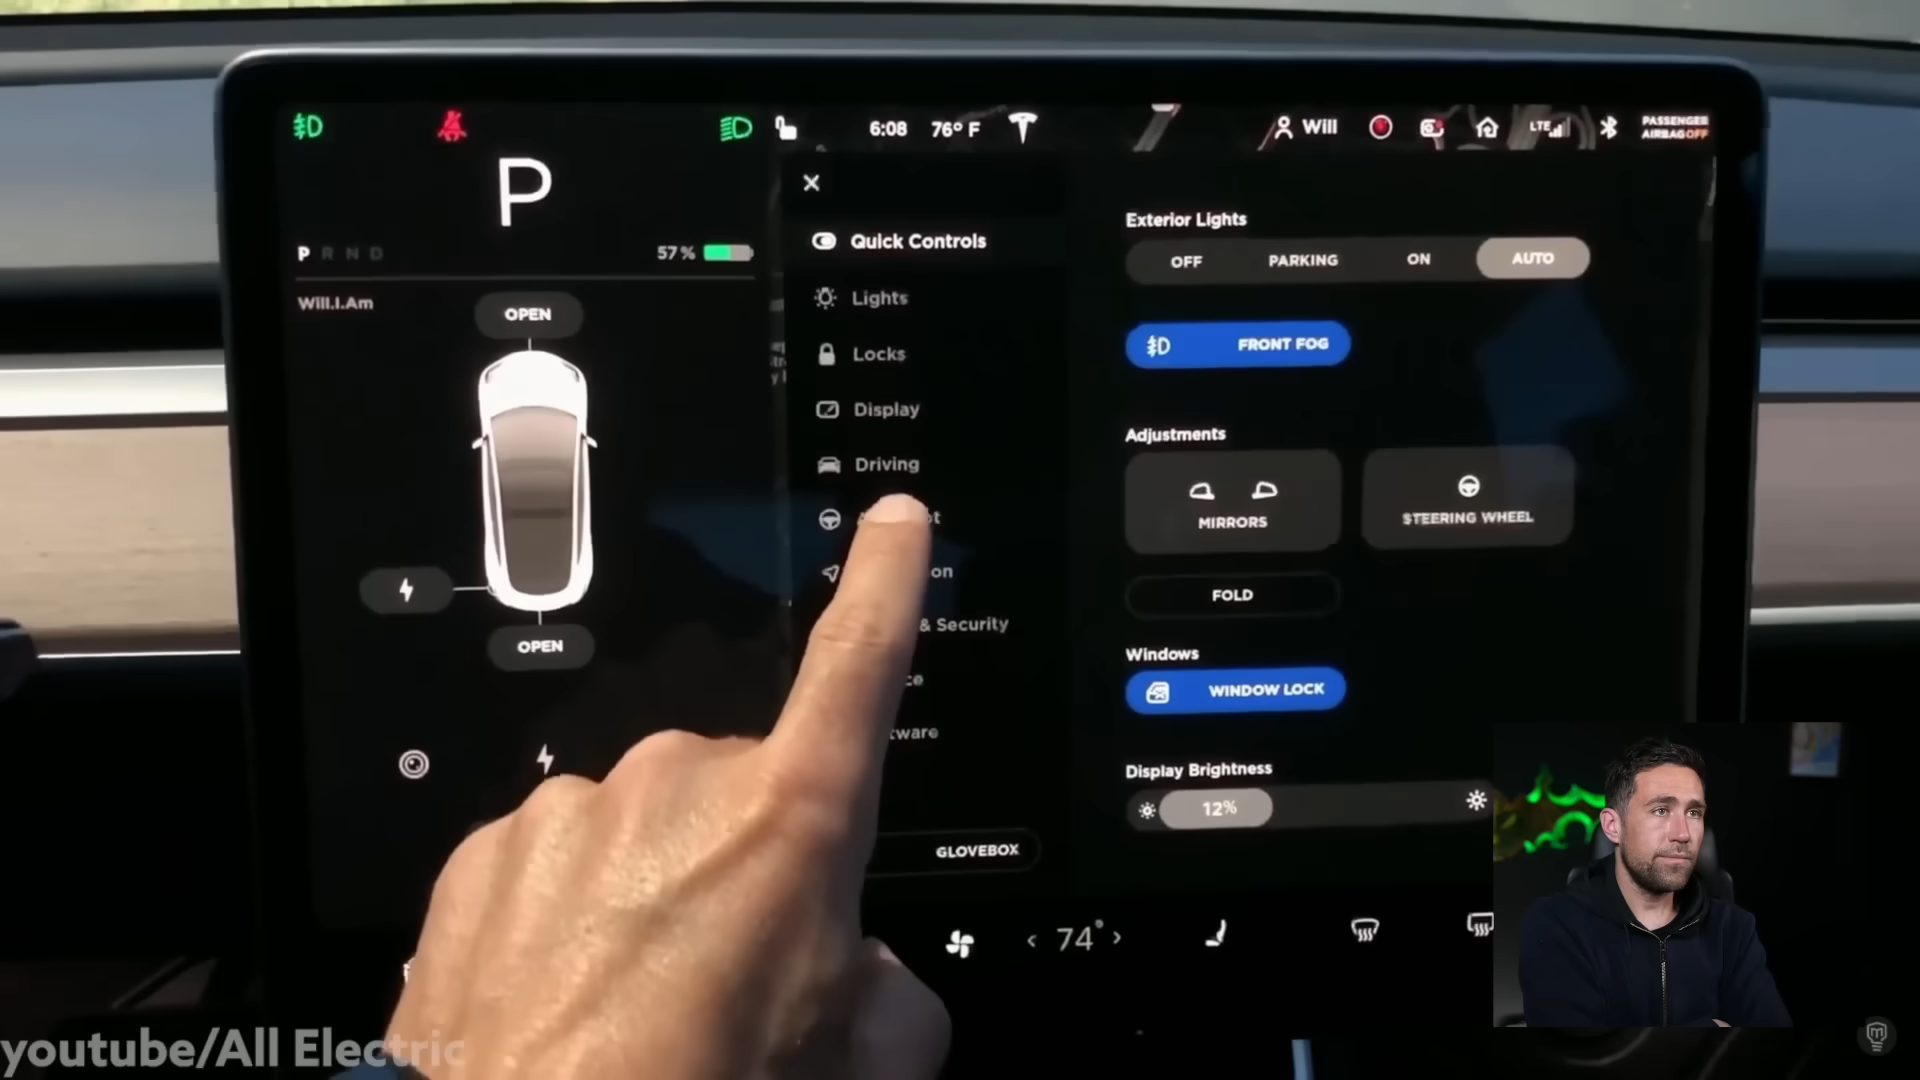 6:08 76° F
Will
LTE
PASSENGER
AIRBAG OFF
P
P R N D
57%
Will.I.Am
OPEN
OPEN
Quick Controls
Lights
Locks
Display
Driving
& Security
GLOVEBOX
Exterior Lights
OFF PARKING ON AUTO
FRONT FOG
Adjustments
MIRRORS
STEERING WHEEL
FOLD
Windows
WINDOW LOCK
Display Brightness
12%
74°
youtube/All Electric